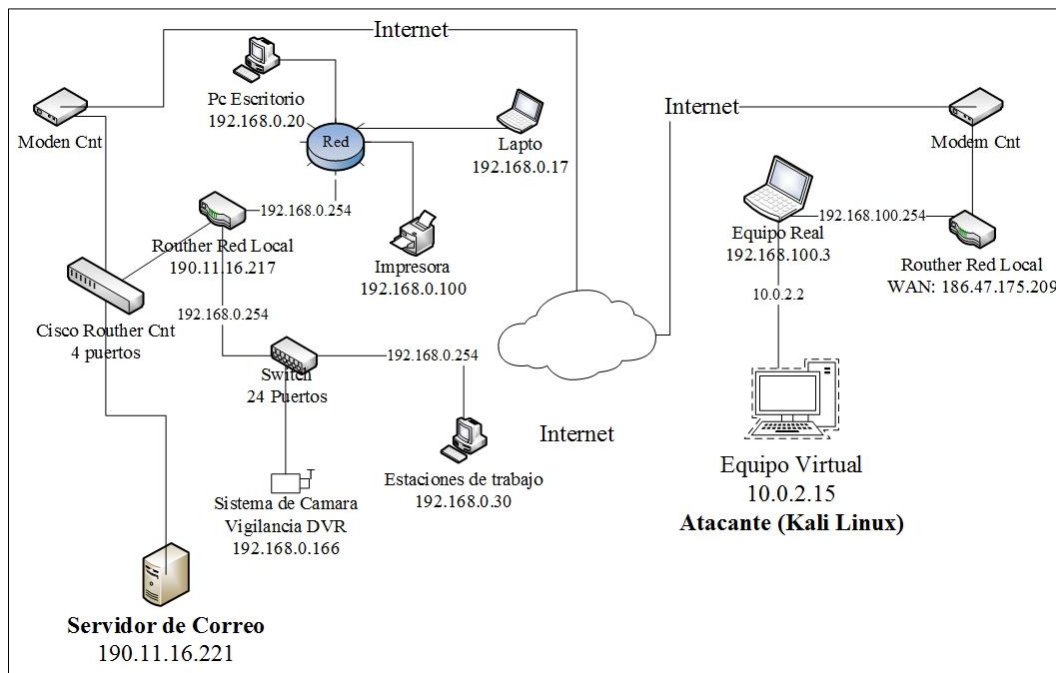 Internet
Pc Escritorio
192.168.0.20
Moden Cnt
Red
Lapto
192.168.0.17
192.168.0.254
Routher Red Local
190.11.16.217
Impresora
192.168.0.100
Cisco Routher Cnt
4 puertos
192.168.0.254
Switch
24 Puertos
192.168.0.254
Estaciones de trabajo
192.168.0.30
Sistema de Camara
Vigilancia DVR
192.168.0.166
Servidor de Correo
190.11.16.221
Internet
Internet
Modem Cnt
Equipo Real
192.168.100.3
192.168.100.254
Routher Red Local
WAN: 186.47.175.209
10.0.2.2
Equipo Virtual
10.0.2.15
Atacante (Kali Linux)